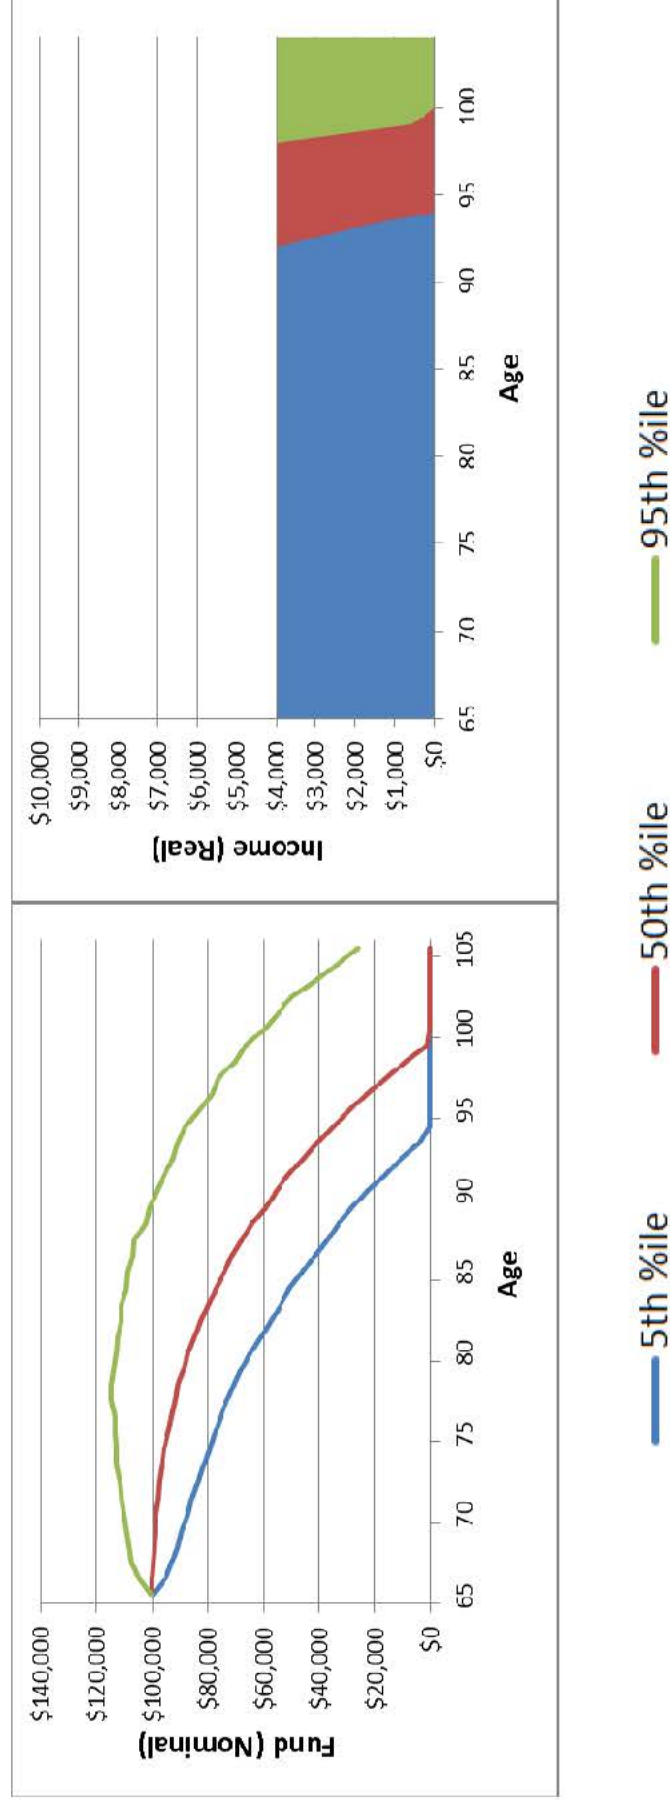 $140,000
$120,000
$100,000
$80,000
$60,000
$40,000
$20,000
$0
Fund (Nominal)
65 70 75 80 85 90 95 100 105
Age
$10,000
$9,000
$8,000
$7,000
$6,000
$5,000
$4,000
$3,000
$2,000
$1,000
$0
Income (Real)
65 70 75 80 85 90 95 100
Age
5th %ile 50th %ile 95th %ile